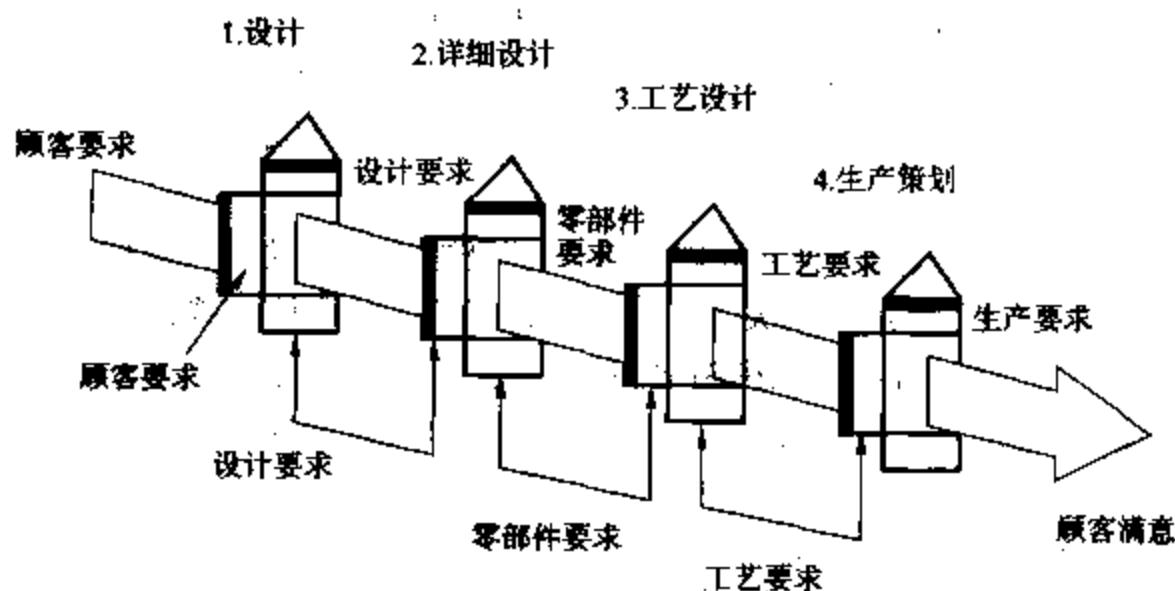 1.设计
2.详细设计
3.工艺设计
顾客要求
设计要求
4.生产策划
零部件
要求
工艺要求
生产要求
顾客要求
设计要求
零部件要求
顾客满意
工艺要求